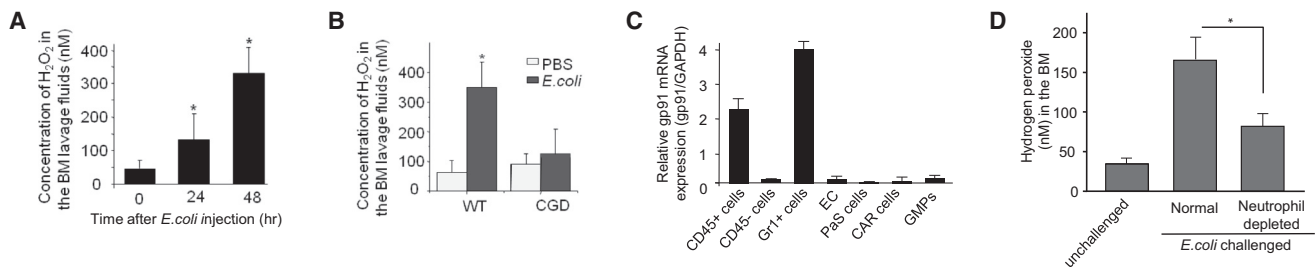 A
Concentration of H2O2 in
the BM lavage fluids (nM)
400
300
200
100
0
*
*
0
24
48
Time after E.coli injection (hr)
B
Concentration of H2O2 in
the BM lavage fluids (nM)
400
300
200
100
0
*
PBS
E.coli
WT
CGD
C
Relative gp91 mRNA
expression (gp91/GAPDH)
4
3
2
1
0
CD45+ cells
CD45- cells
Gr1+ cells
EC
PaS cells
CAR cells
GMPs
D
Hydrogen peroxide
(nM) in the BM
200
150
100
50
0
*
unchallenged
Normal
Neutrophil
depleted
E.coli challenged